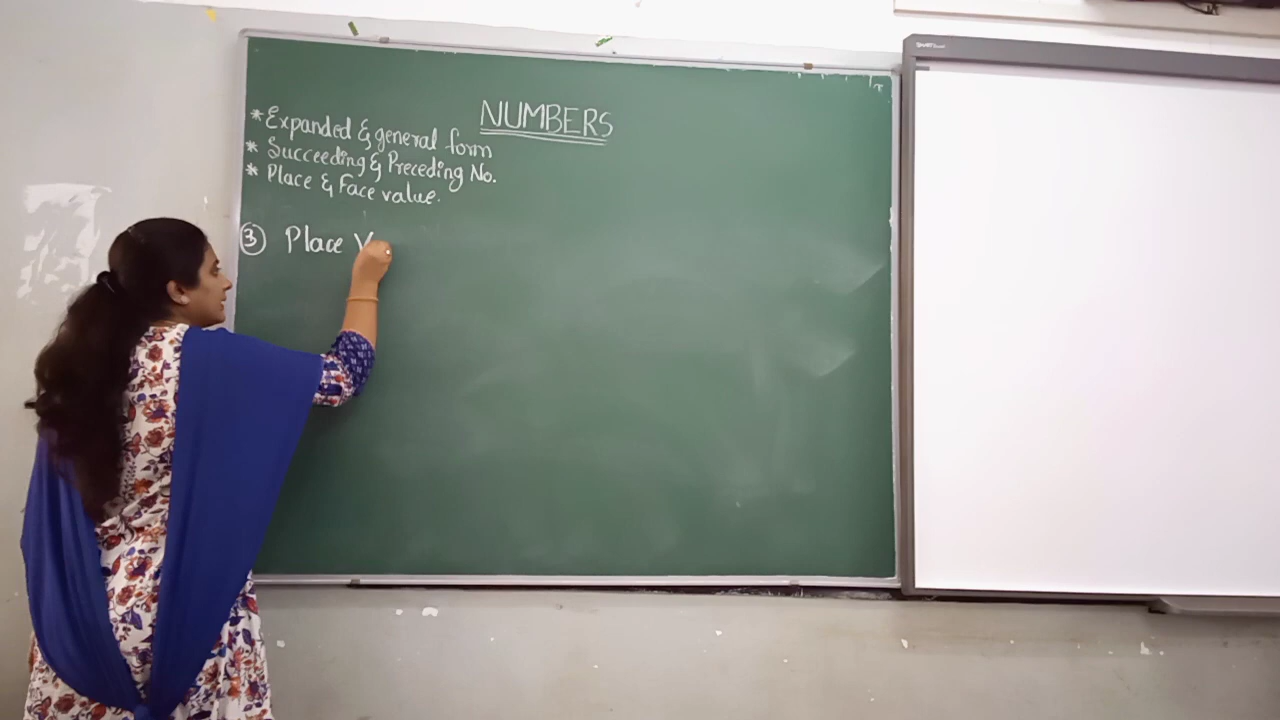 NUMBERS
* Expanded & general form
* Succeeding & Preceding No.
* Place & Face value.
③ Place V